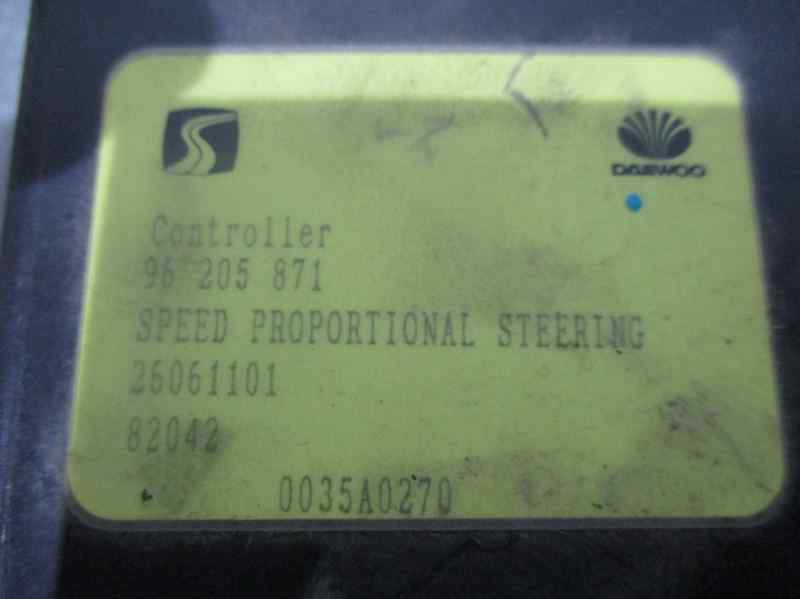 DAEWOO
Controller
96 205 871
SPEED PROPORTIONAL STEERING
26061101
82042
0035A0270